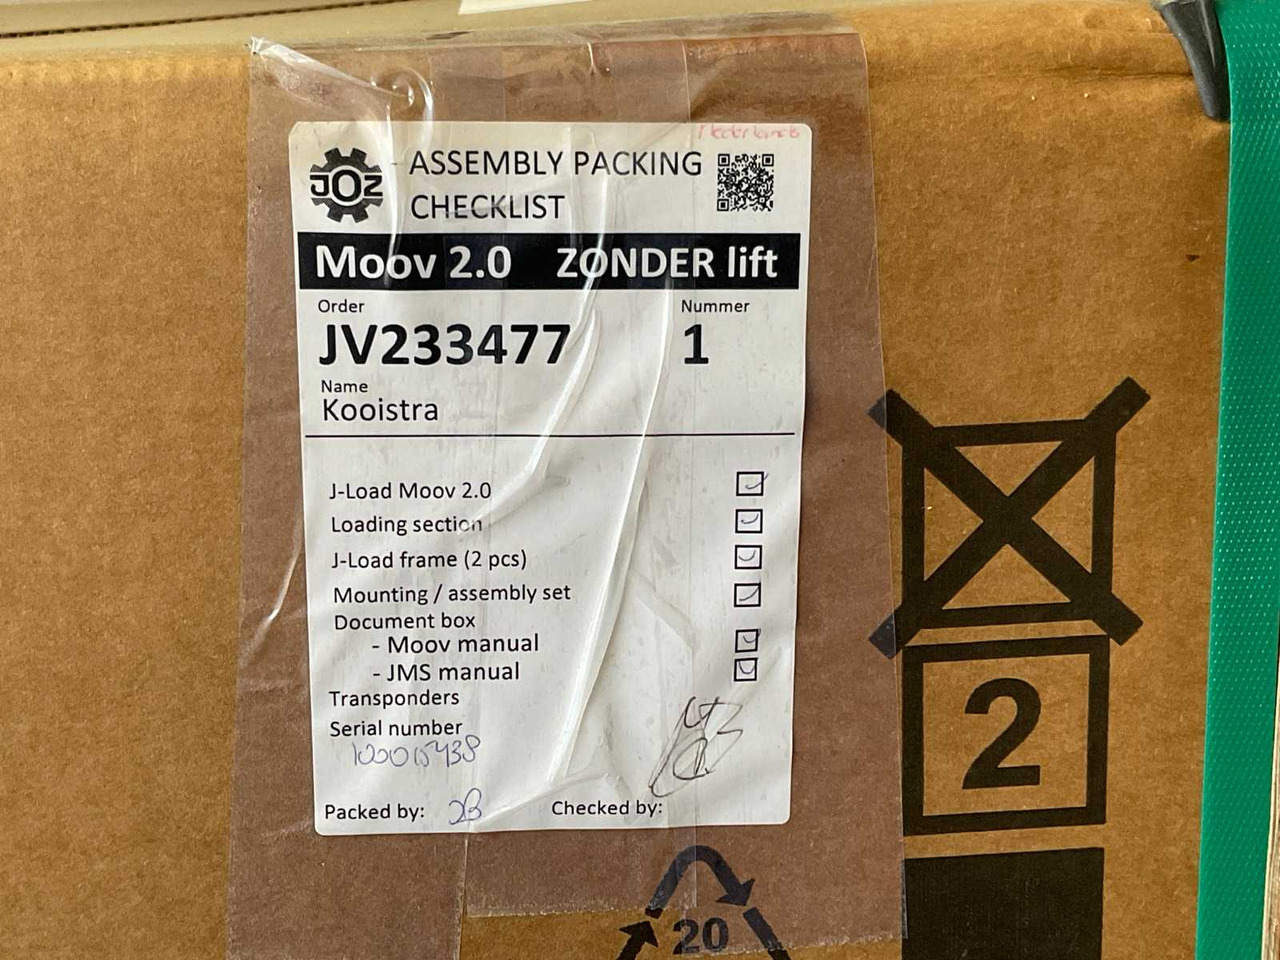 Nederlands
JOZ
ASSEMBLY PACKING
CHECKLIST
Moov 2.0 ZONDER lift
Order Nummer
JV233477 1
Name
Kooistra
J-Load Moov 2.0
Loading section
J-Load frame (2 pcs)
Mounting / assembly set
Document box
- Moov manual
- JMS manual
Transponders
Serial number
100015438
Packed by: Checked by:
2
20